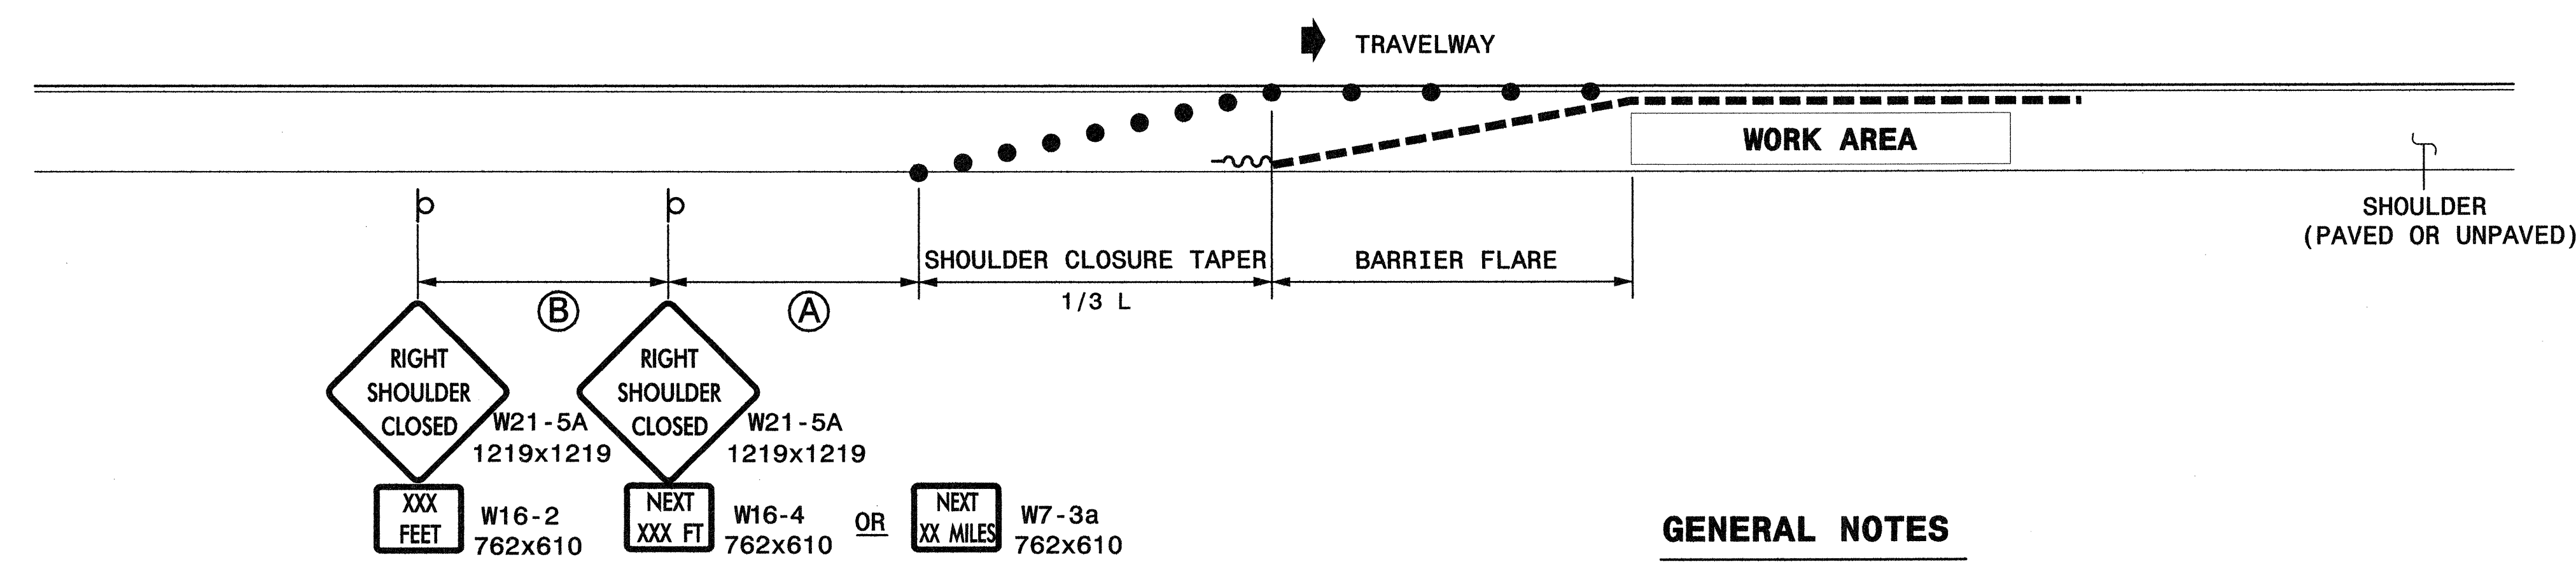 TRAVELWAY
WORK AREA
SHOULDER
(PAVED OR UNPAVED)
SHOULDER CLOSURE TAPER
BARRIER FLARE
1/3 L
B
A
RIGHT
SHOULDER
CLOSED
W21-5A
1219x1219
RIGHT
SHOULDER
CLOSED
W21-5A
1219x1219
XXX
FEET
W16-2
762x610
NEXT
XXX FT
W16-4
762x610
OR
NEXT
XX MILES
W7-3a
762x610
GENERAL NOTES